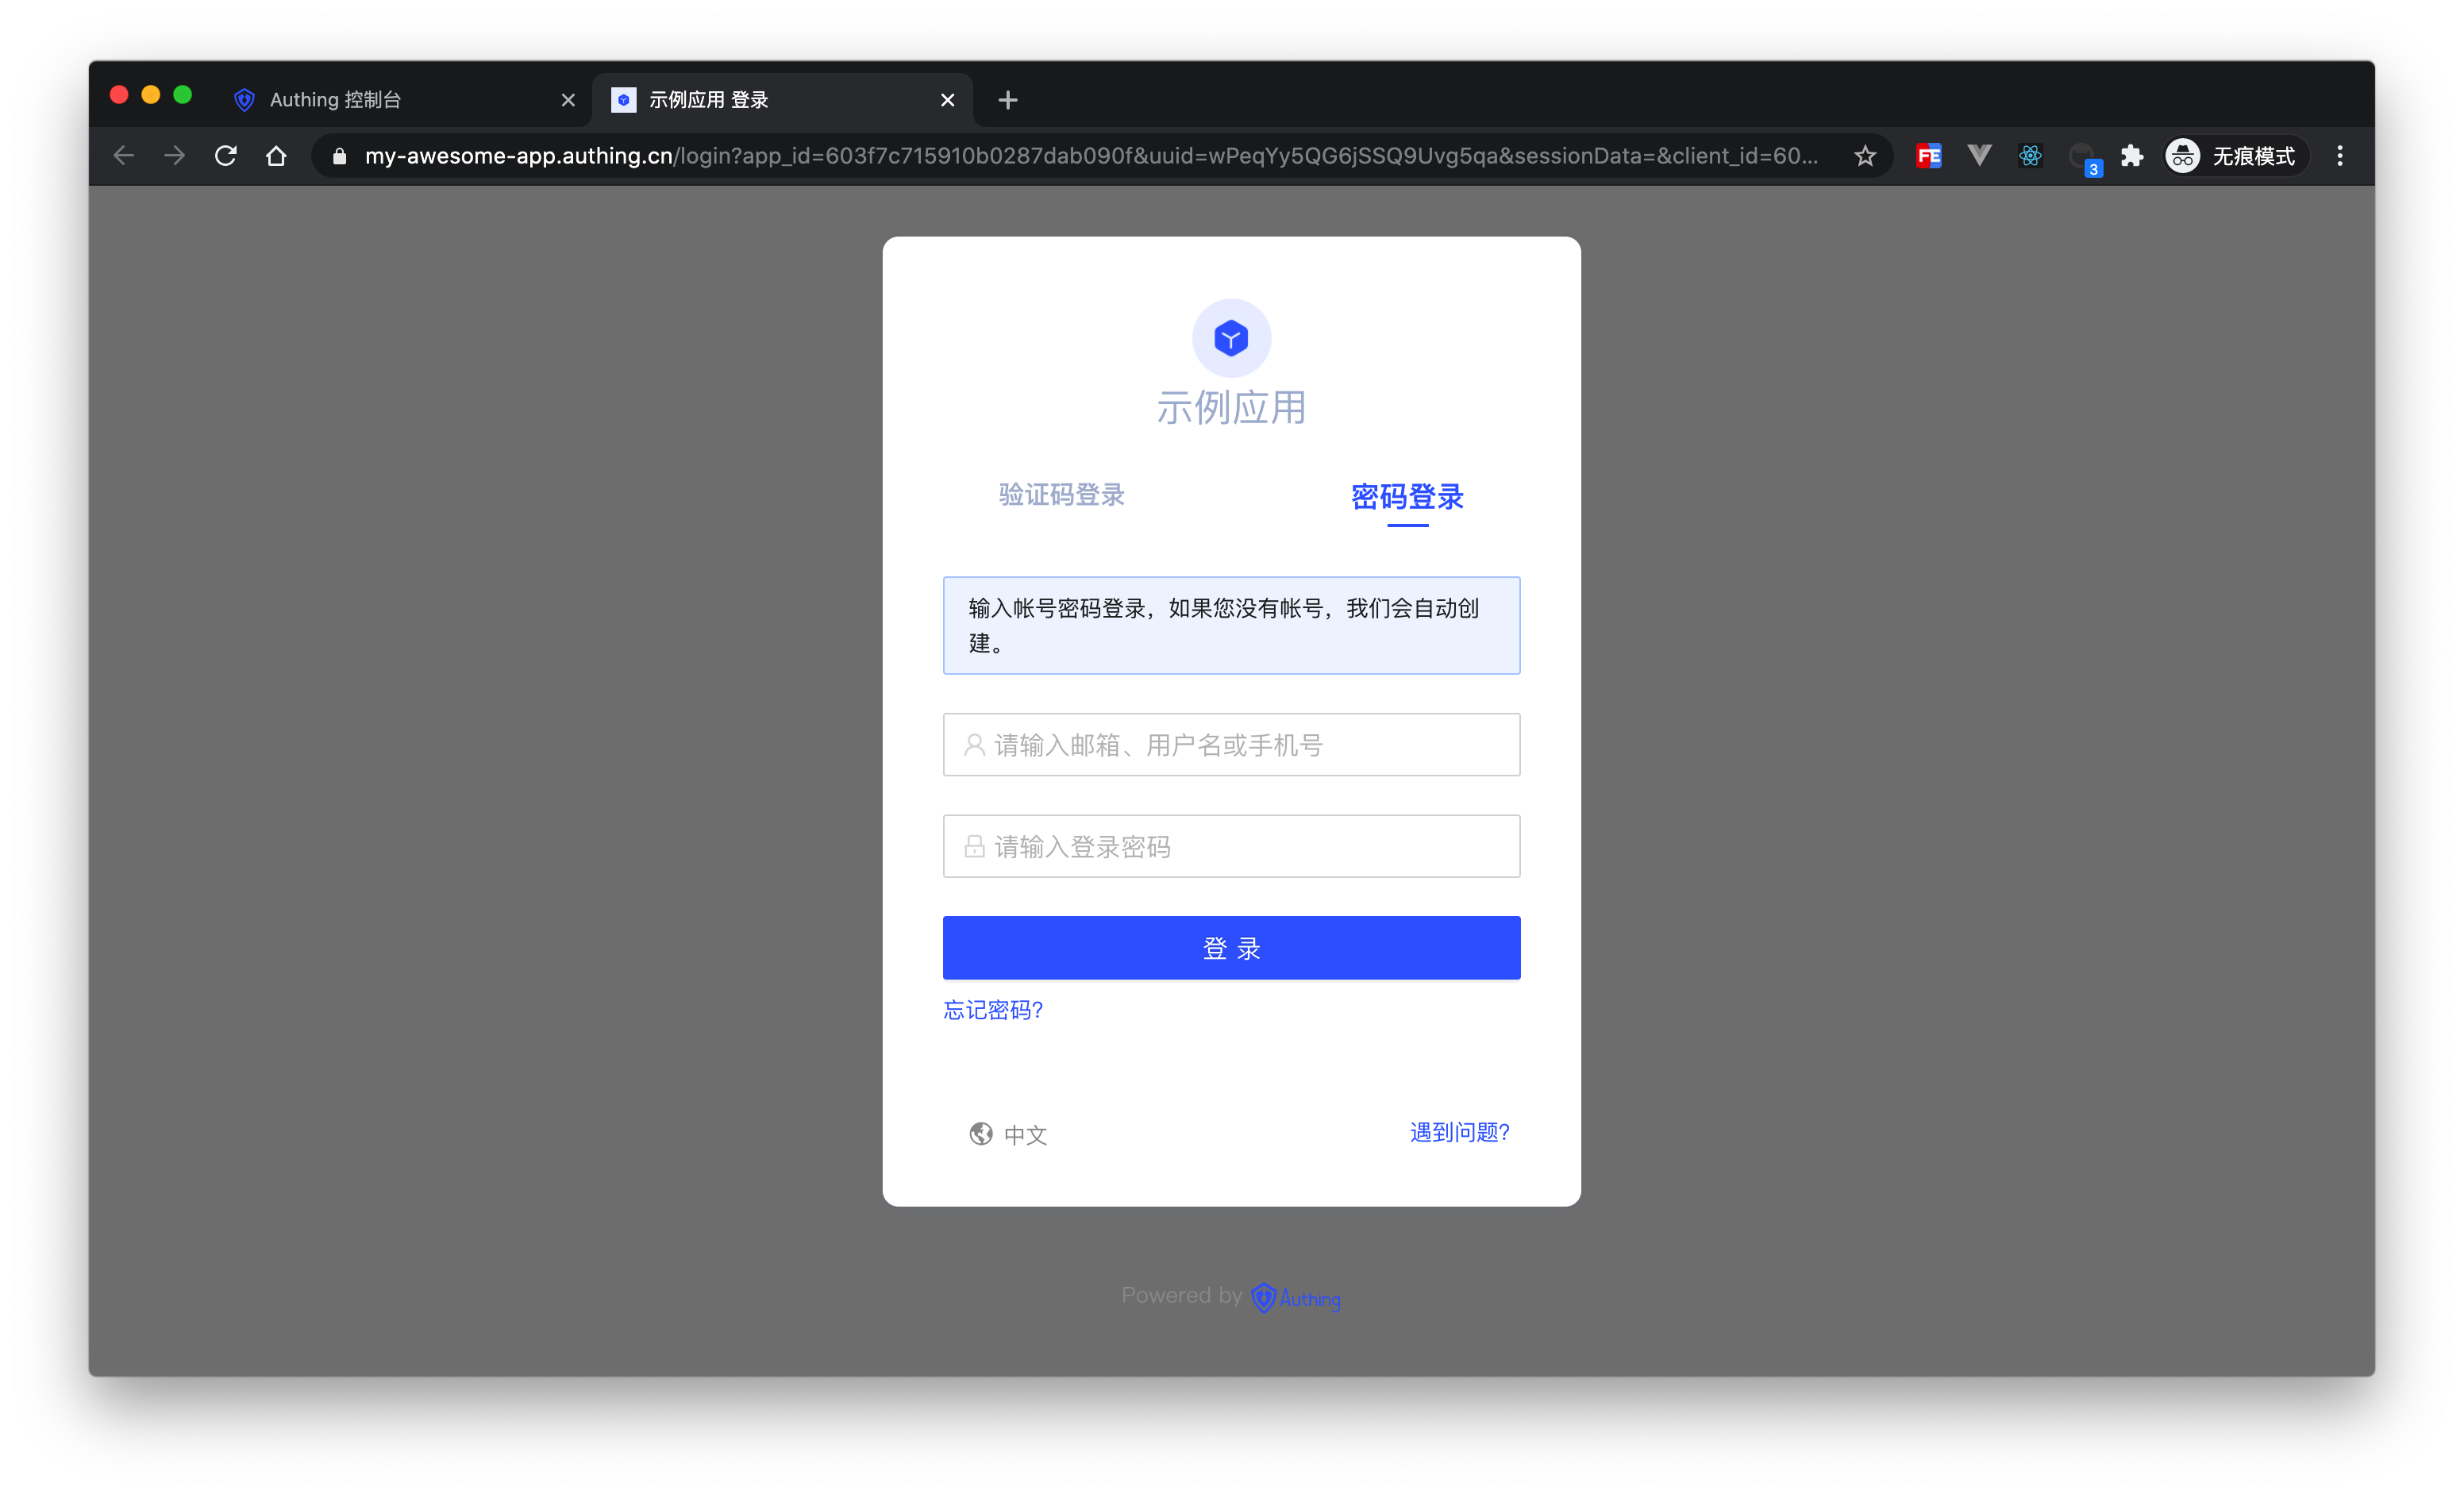 Authing 控制台
示例应用 登录
my-awesome-app.authing.cn/login?app_id=603f7c715910b0287dab090f&uuid=wPeqYy5QG6jSSQ9Uvg5qa&sessionData=&client_id=60...
FE
3
无痕模式
示例应用
验证码登录
密码登录
输入帐号密码登录，如果您没有帐号，我们会自动创
建。
请输入邮箱、用户名或手机号
请输入登录密码
登 录
忘记密码?
中文
遇到问题?
Powered by Authing